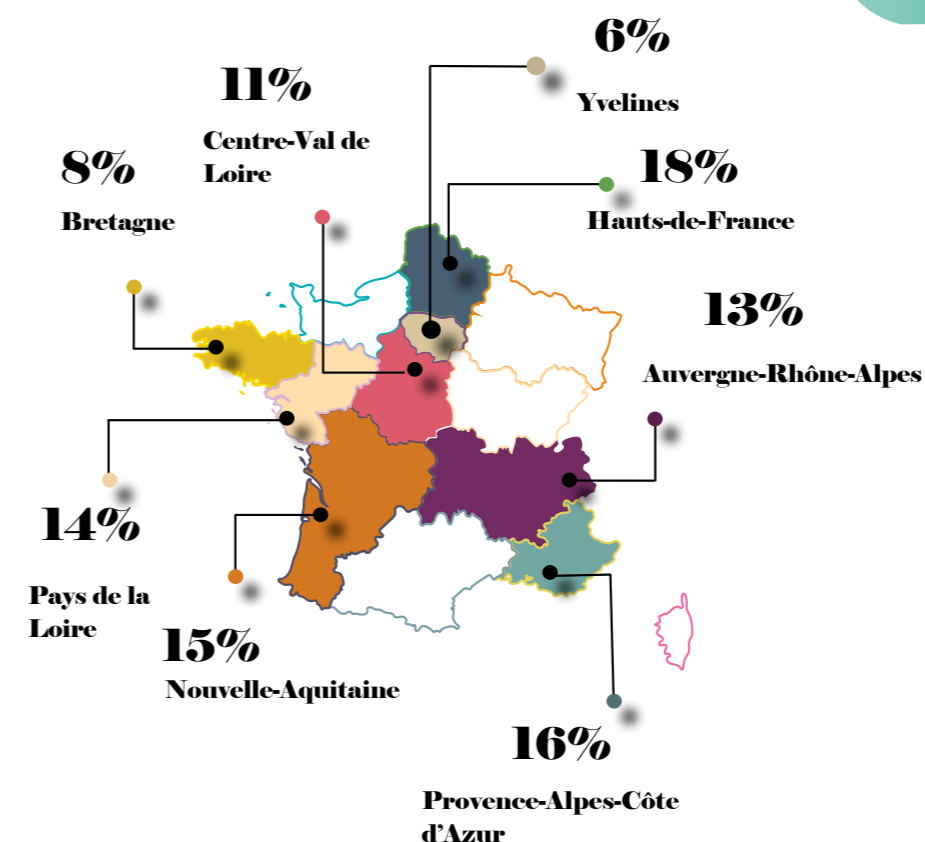 6%
Yvelines
11%
Centre-Val de
Loire
18%
Hauts-de-France
8%
Bretagne
13%
Auvergne-Rhône-Alpes
14%
Pays de la
Loire
15%
Nouvelle-Aquitaine
16%
Provence-Alpes-Côte
d'Azur